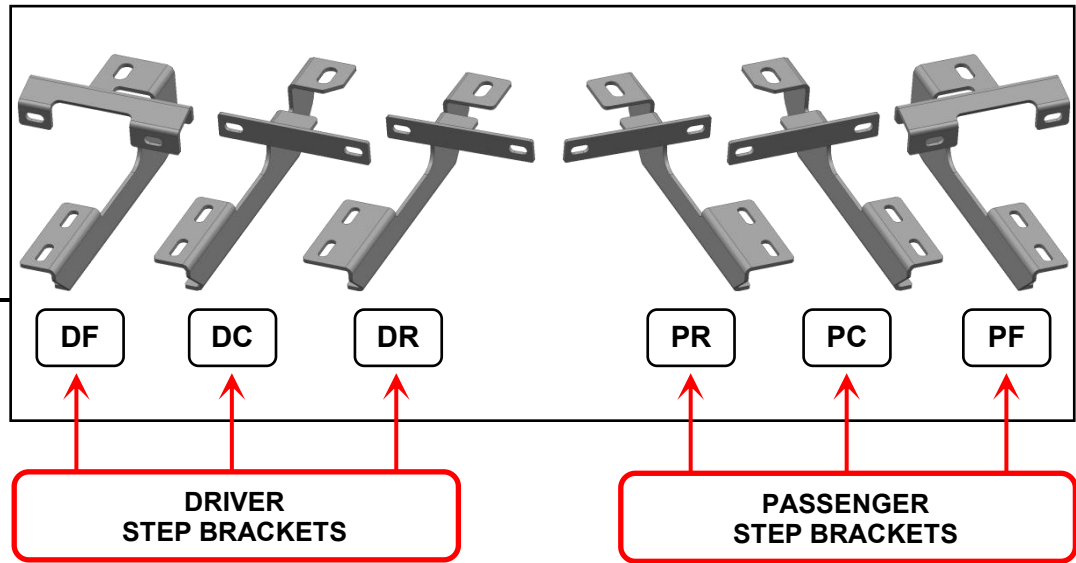 DF
DC
DR
PR
PC
PF
DRIVER
STEP BRACKETS
PASSENGER
STEP BRACKETS